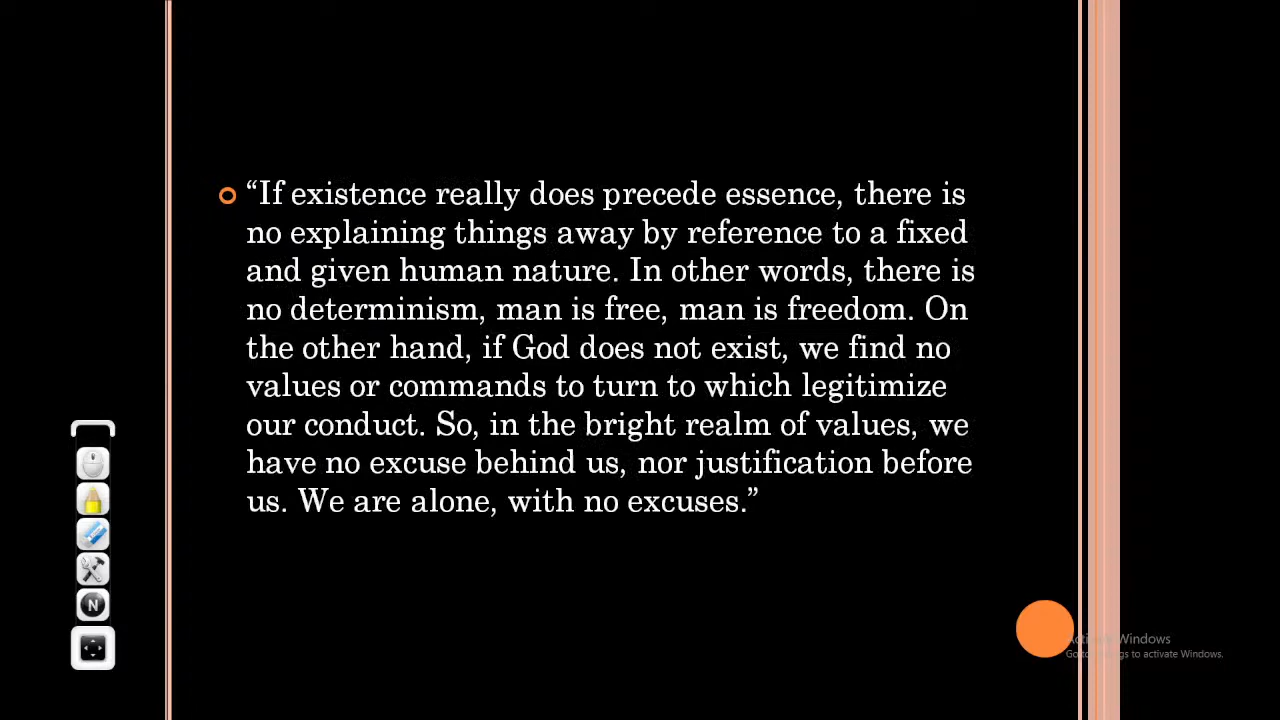 “If existence really does precede essence, there is
no explaining things away by reference to a fixed
and given human nature. In other words, there is
no determinism, man is free, man is freedom. On
the other hand, if God does not exist, we find no
values or commands to turn to which legitimize
our conduct. So, in the bright realm of values, we
have no excuse behind us, nor justification before
us. We are alone, with no excuses.”
N
Windows
to activate Windows.